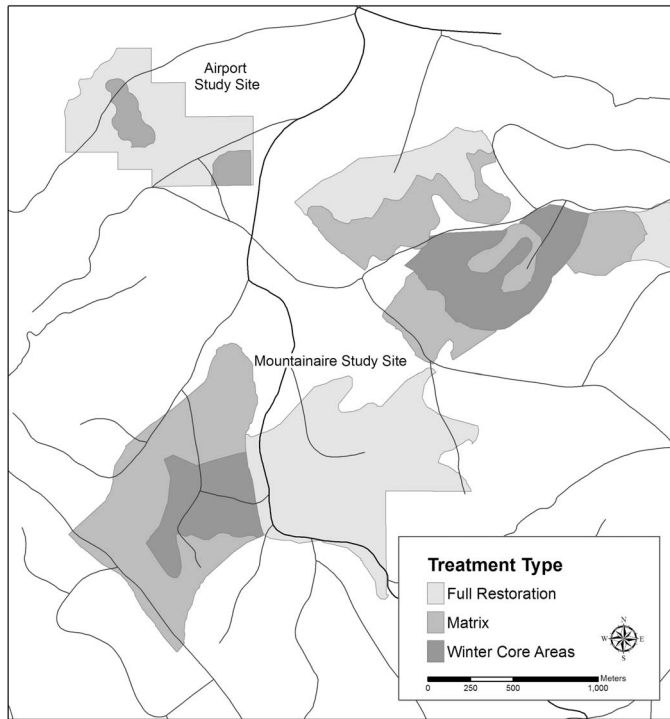 Airport
Study Site
Mountainaire Study Site
Treatment Type
Full Restoration
Matrix
Winter Core Areas
N
W E
S
Meters
0 250 500 1,000